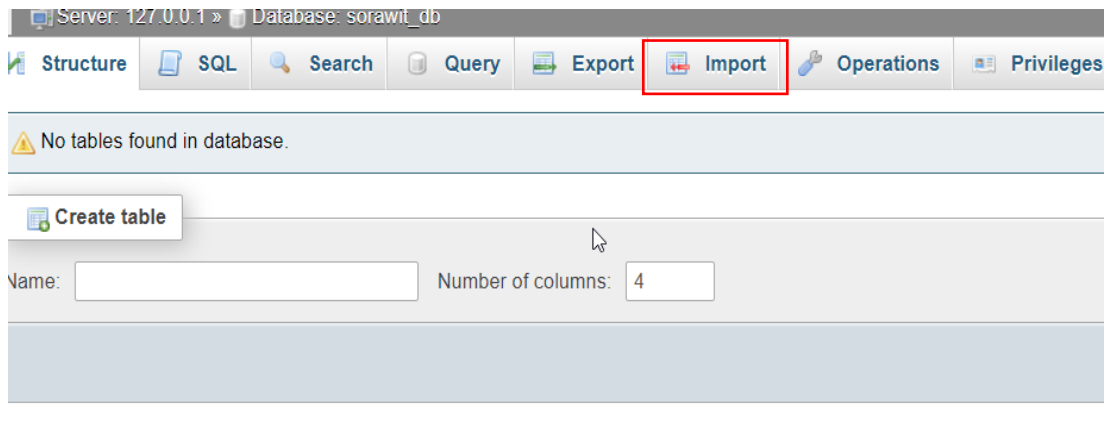 Server: 127.0.0.1 » Database: sorawit_db
Structure SQL Search Query Export Import Operations Privileges
No tables found in database.
Create table
Name: Number of columns: 4